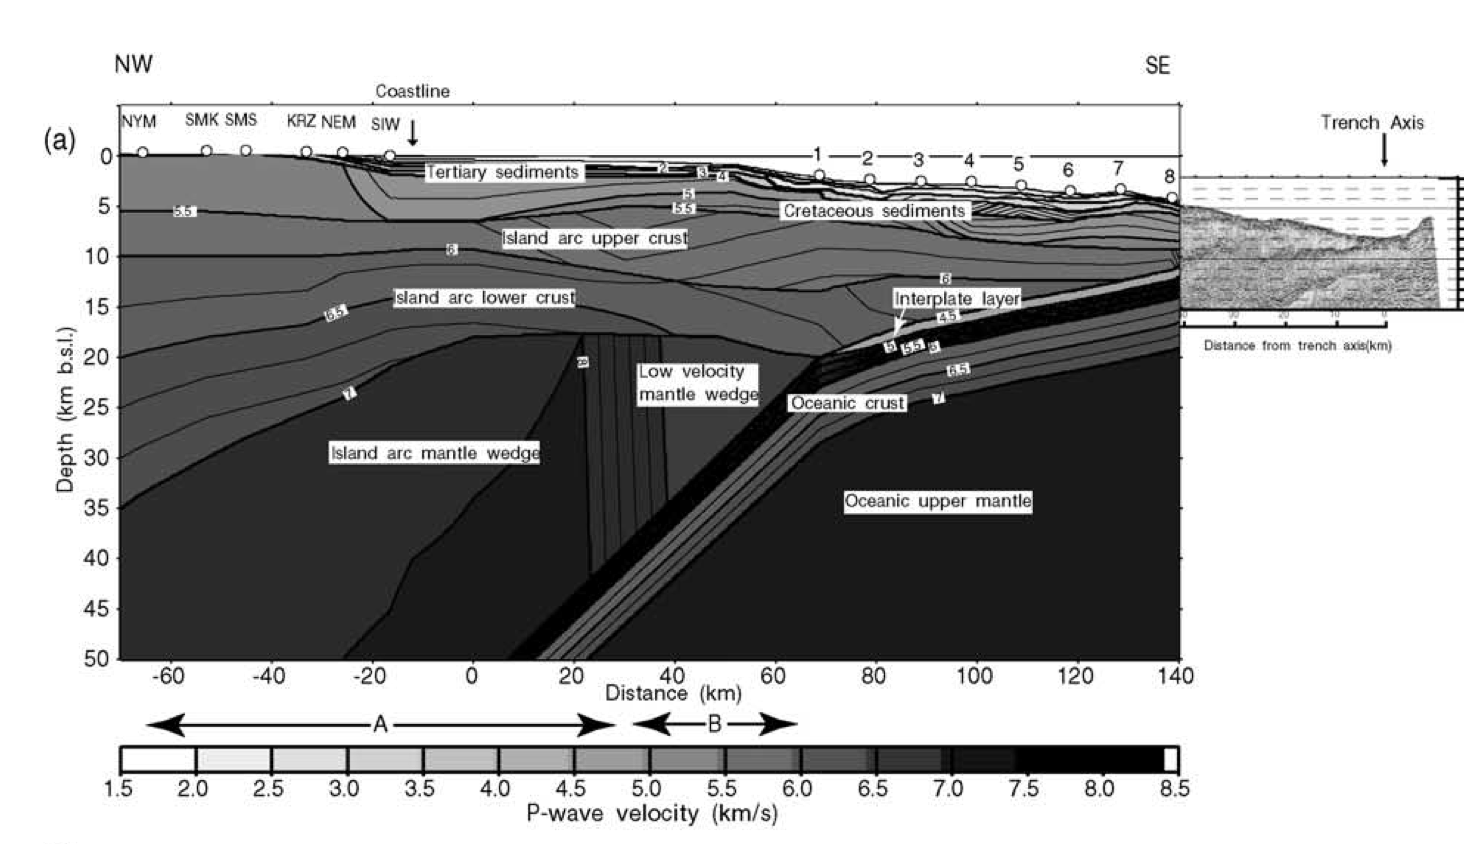 NW
SE
Coastline
NYM SMK SMS KRZ NEM SIW
Trench Axis
(a)
0
5
10
15
20
25
30
35
40
45
50
Depth (km b.s.l.)
1 2 3 4 5 6 7 8
Tertiary sediments
2 3 4
5
5.5
5.5
Cretaceous sediments
Island arc upper crust
6
6
Island arc lower crust
Interplate layer
6.5
4.5
5 5.5 6
8
6.5
Low velocity
mantle wedge
7
7
Oceanic crust
Island arc mantle wedge
Oceanic upper mantle
30 20 10 0
Distance from trench axis(km)
-60 -40 -20 0 20 40 60 80 100 120 140
Distance (km)
A B
1.5 2.0 2.5 3.0 3.5 4.0 4.5 5.0 5.5 6.0 6.5 7.0 7.5 8.0 8.5
P-wave velocity (km/s)